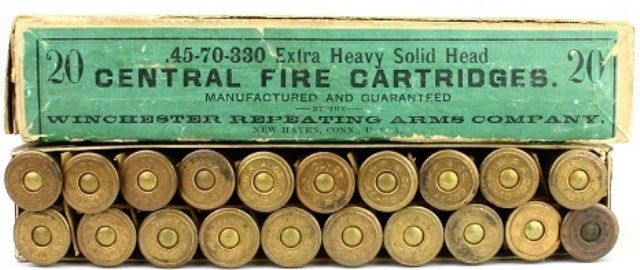 20 .45-70-330 Extra Heavy Solid Head 20
CENTRAL FIRE CARTRIDGES.
MANUFACTURED AND GUARANTEED
BY THE
WINCHESTER REPEATING ARMS COMPANY,
NEW HAVEN, CONN., U. S. A.